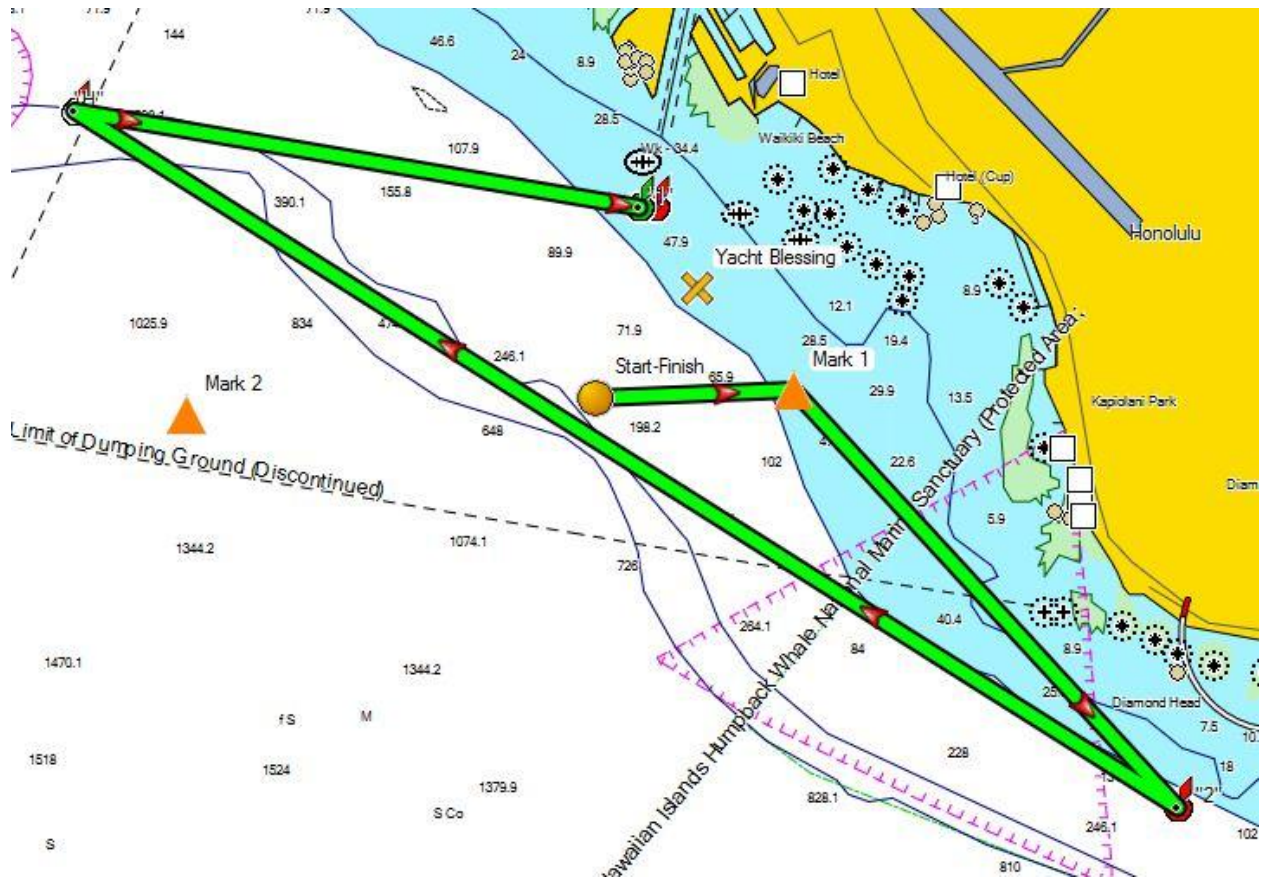 144
46.6
24
8.9
Hotel
"H"
28.5
107.9
Wk - 34.4
Waikiki Beach
155.8
Hotel (Cup)
390.1
3
47.9
89.9
Yacht Blessing
Honolulu
8.9
12.1
1025.9
834
71.9
28.5
19.4
246.1
Start-Finish
Mark 1
65.9
Mark 2
29.9
13.5
Kapiolani Park
648
198.2
102
22.6
Limit of Dumping Ground (Discontinued)
Diam
5.9
1344.2
1074.1
726
Hawaiian Islands Humpback Whale National Marine Sanctuary (Protected Area)
264.1
40.4
84
8.9
1470.1
1344.2
f S
M
Diamond Head
7.5
1518
1524
228
18
1379.9
828.1
"2"
S Co
246.1
102
S
810